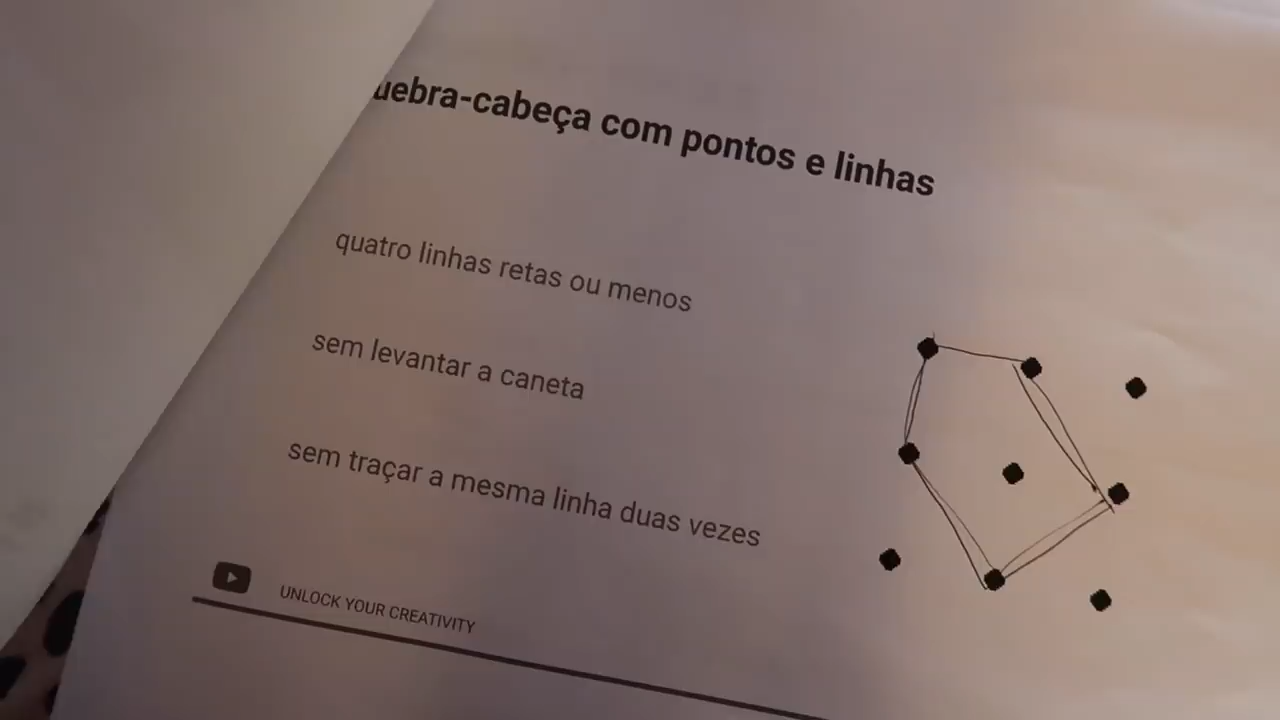 uebra-cabeça com pontos e linhas
quatro linhas retas ou menos
sem levantar a caneta
sem traçar a mesma linha duas vezes
UNLOCK YOUR CREATIVITY